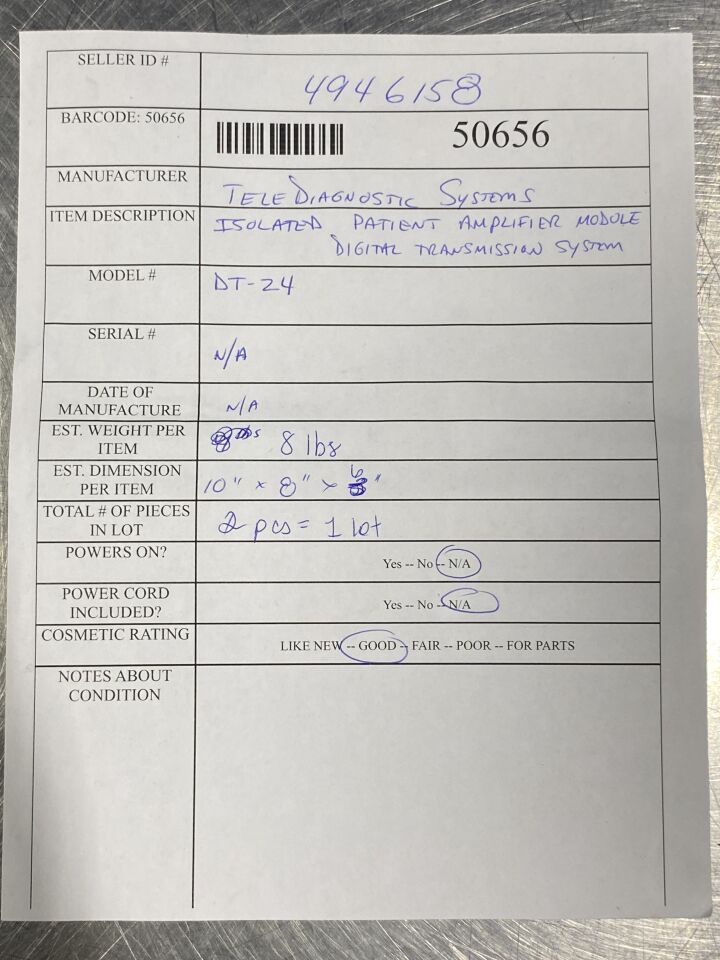 SELLER ID #
4946158
BARCODE: 50656
50656
MANUFACTURER
TELEDIAGNOSTIC SYSTEMS
ITEM DESCRIPTION
ISOLATED PATIENT AMPLIFIER MODULE
DIGITAL TRANSMISSION SYSTEM
MODEL #
DT-24
SERIAL #
N/A
DATE OF
MANUFACTURE
N/A
EST. WEIGHT PER
ITEM
8 lbs
EST. DIMENSION
PER ITEM
10" x 8" x 6"
TOTAL # OF PIECES
IN LOT
2 pcs = 1 lot
POWERS ON?
Yes -- No -- N/A
POWER CORD
INCLUDED?
Yes -- No -- N/A
COSMETIC RATING
LIKE NEW -- GOOD -- FAIR -- POOR -- FOR PARTS
NOTES ABOUT
CONDITION